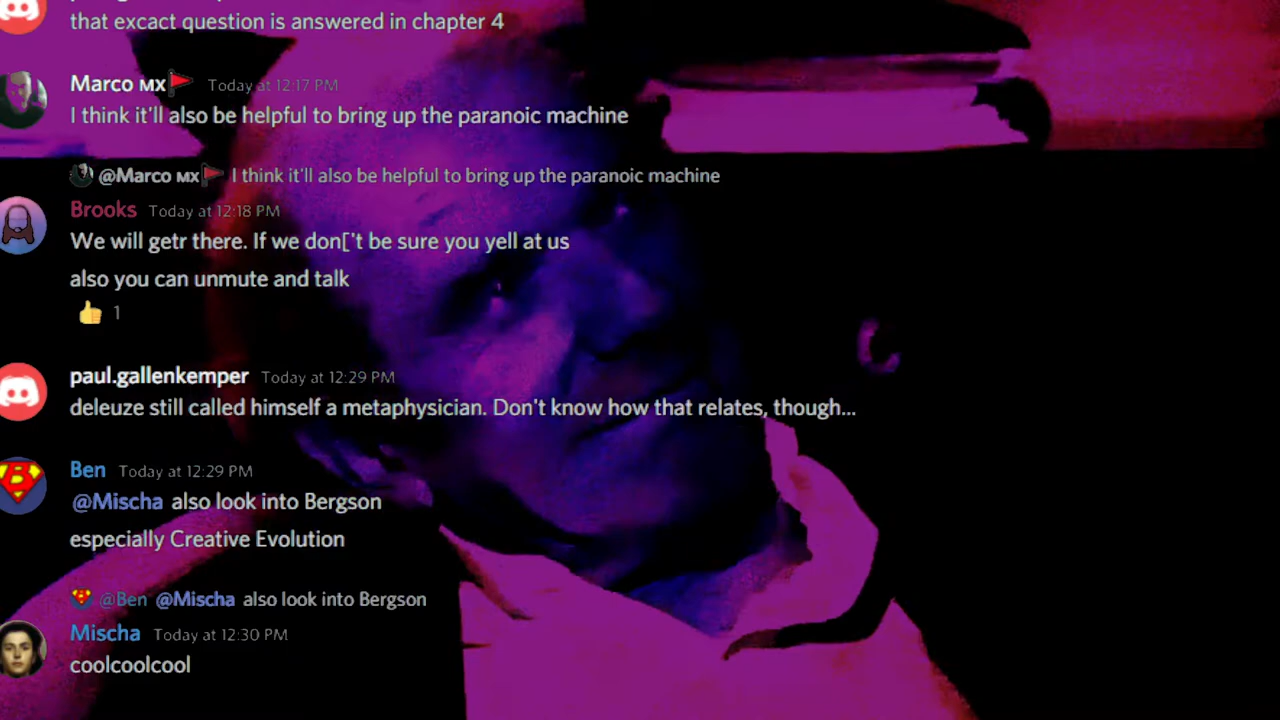 that excact question is answered in chapter 4
Marco MX Today at 12:17 PM
I think it'll also be helpful to bring up the paranoic machine
@Marco MX I think it'll also be helpful to bring up the paranoic machine
Brooks Today at 12:18 PM
We will getr there. If we don['t be sure you yell at us
also you can unmute and talk
👍 1
paul.gallenkemper Today at 12:29 PM
deleuze still called himself a metaphysician. Don't know how that relates, though...
Ben Today at 12:29 PM
@Mischa also look into Bergson
especially Creative Evolution
@Ben @Mischa also look into Bergson
Mischa Today at 12:30 PM
coolcoolcool